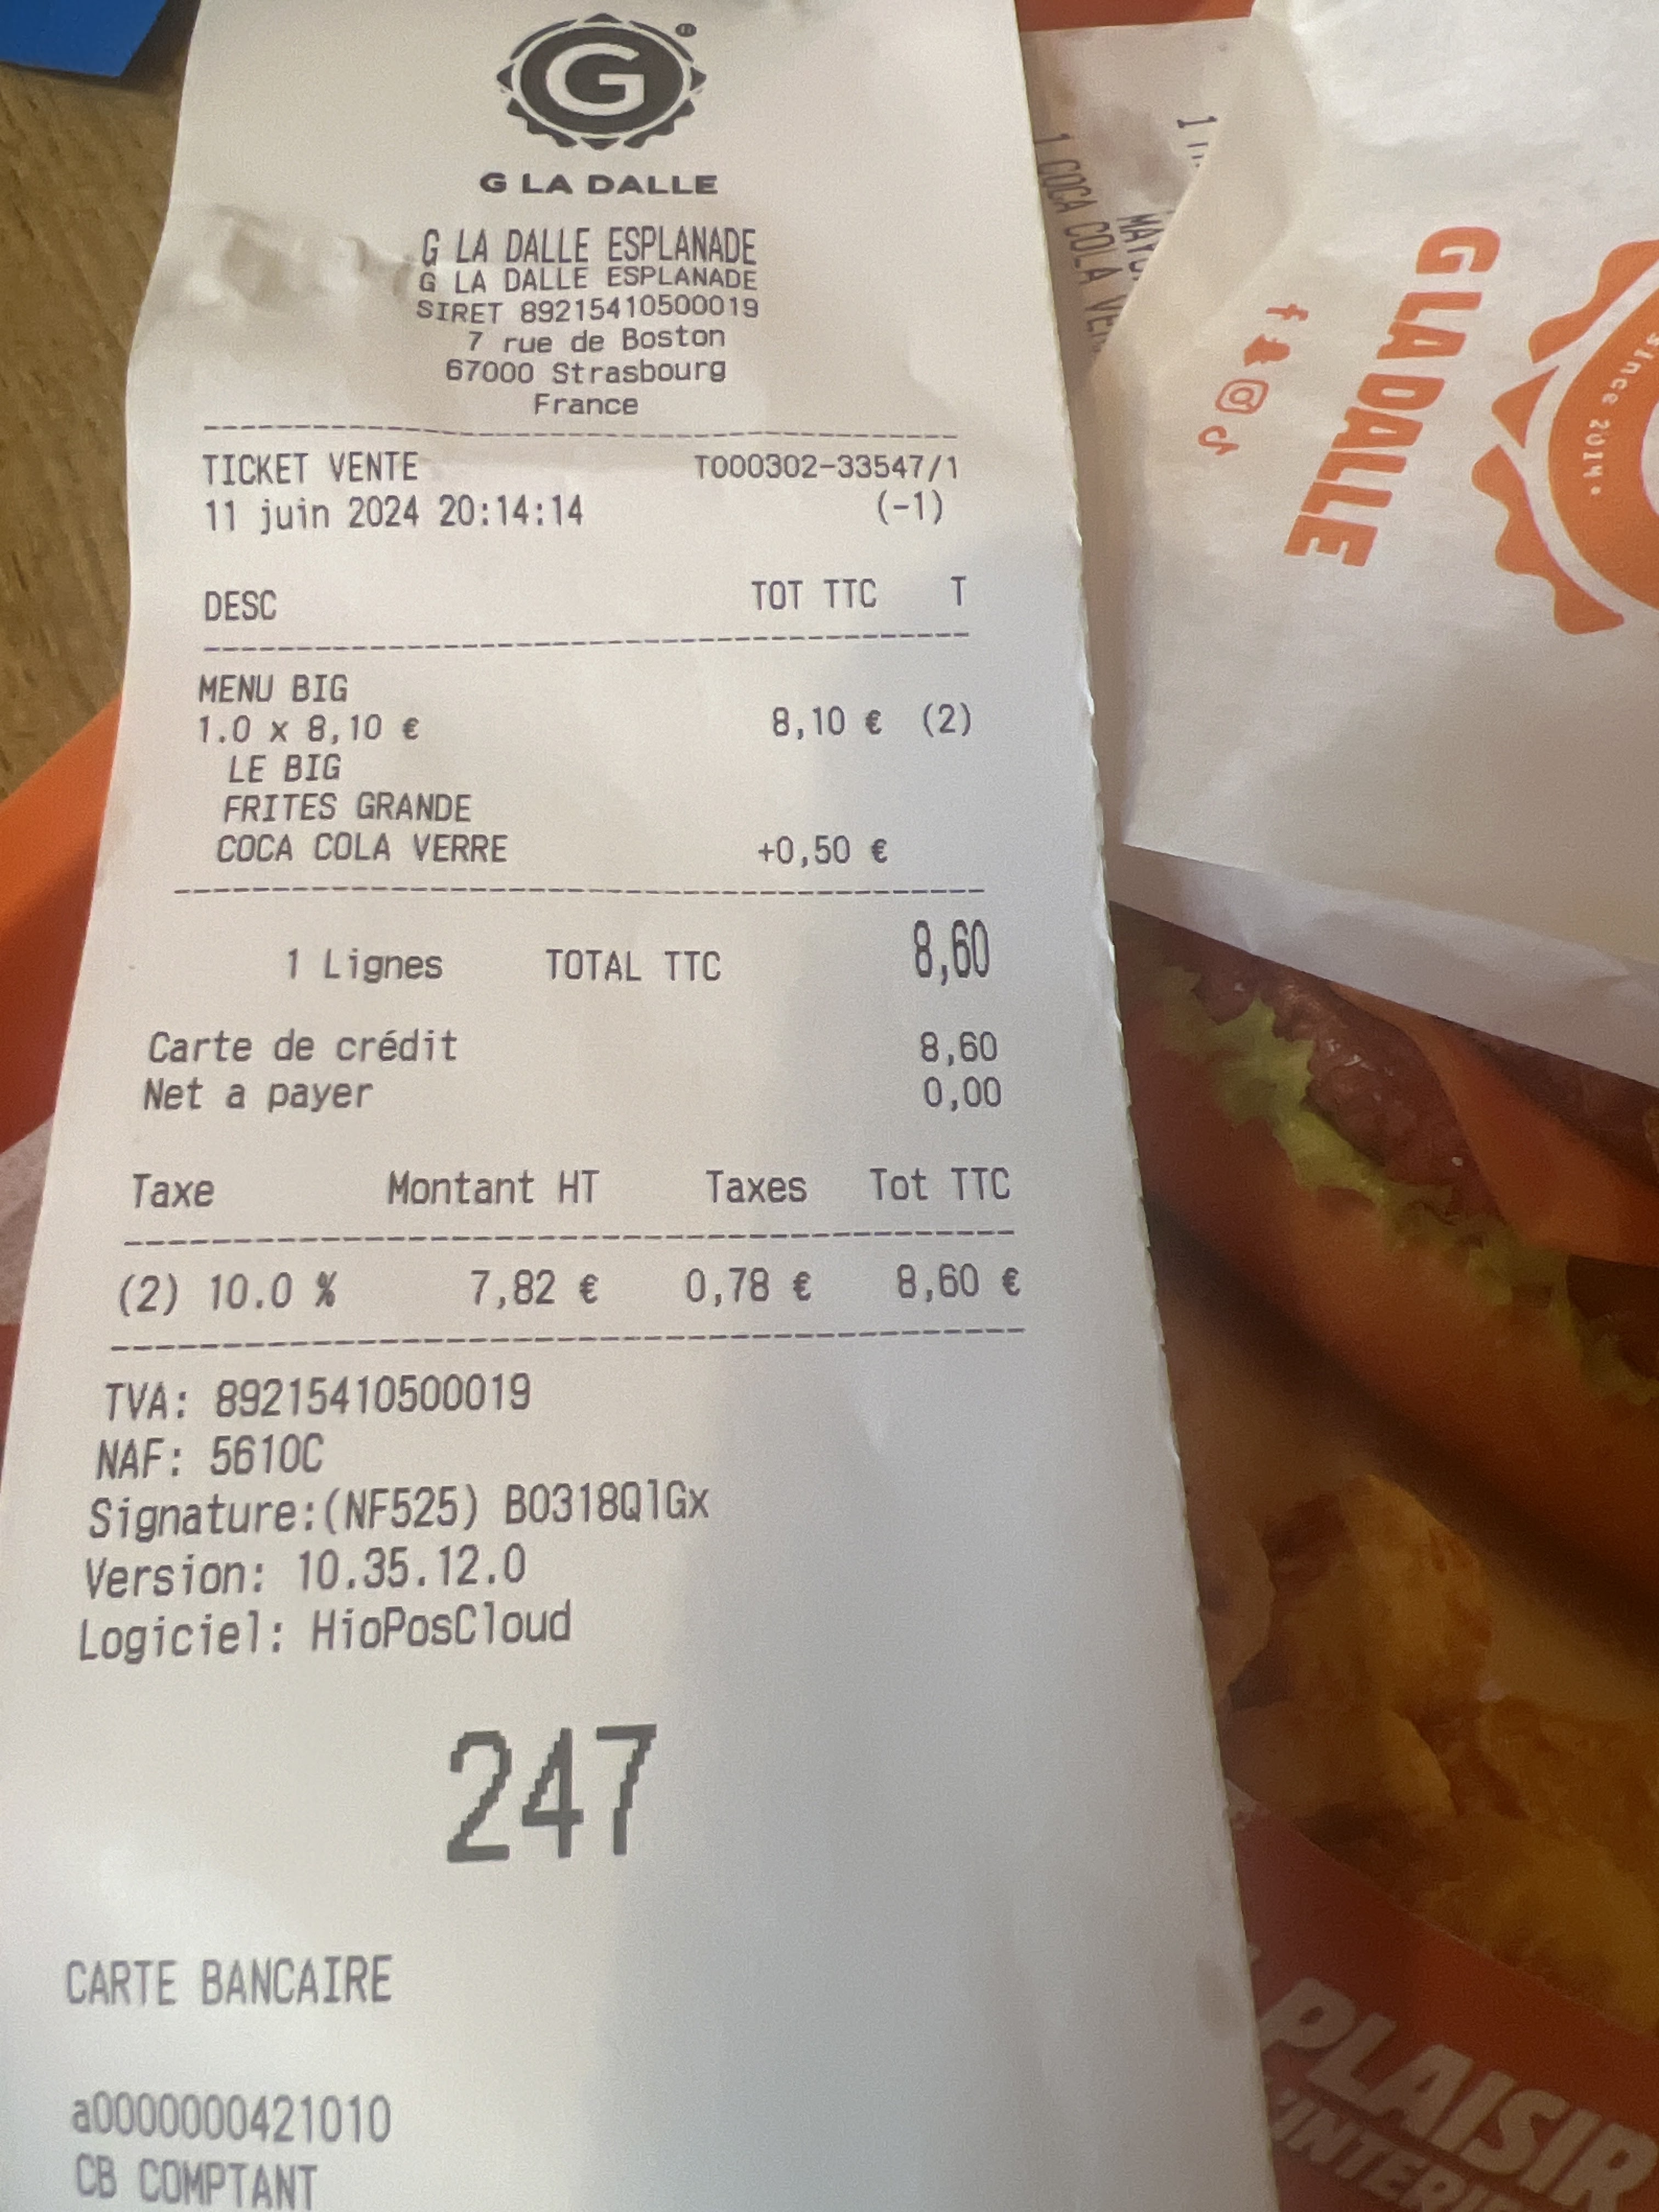 G
G LA DALLE
G LA DALLE ESPLANADE
G LA DALLE ESPLANADE
SIRET 89215410500019
7 rue de Boston
67000 Strasbourg
France
TICKET VENTE T000302-33547/1
11 juin 2024 20:14:14 (-1)
DESC TOT TTC T
MENU BIG
1.0 x 8,10 € 8,10 € (2)
LE BIG
FRITES GRANDE
COCA COLA VERRE +0,50 €
1 Lignes TOTAL TTC 8,60
Carte de crédit 8,60
Net a payer 0,00
Taxe Montant HT Taxes Tot TTC
(2) 10.0 % 7,82 € 0,78 € 8,60 €
TVA: 89215410500019
NAF: 5610C
Signature:(NF525) BO318QlGx
Version: 10.35.12.0
Logiciel: HioPosCloud
247
CARTE BANCAIRE
a0000000421010
CB COMPTANT
1 COCA COLA
G LA DALLE
since 2014
PLAISIR